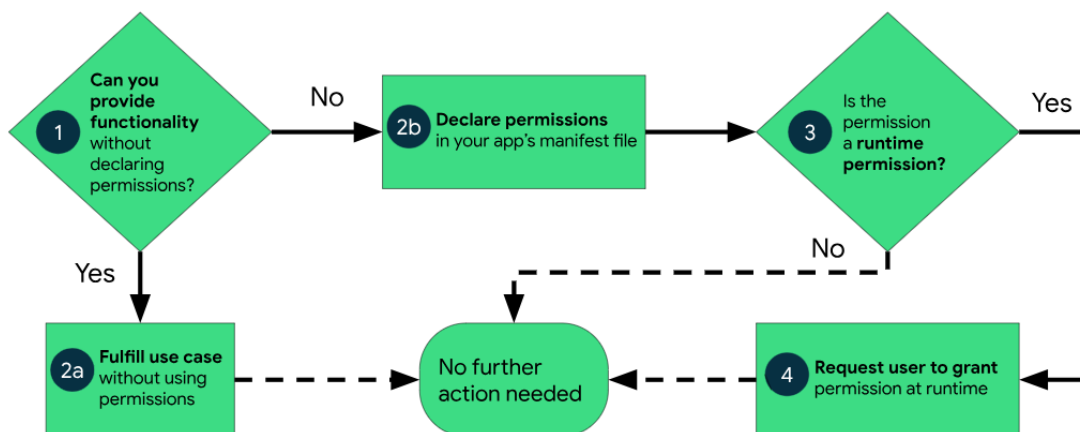 1
Can you
provide
functionality
without
declaring
permissions?
No
2b
Declare permissions
in your app's manifest file
3
Is the
permission
a runtime
permission?
Yes
Yes
No
2a
Fulfill use case
without using
permissions
No further
action needed
4
Request user to grant
permission at runtime